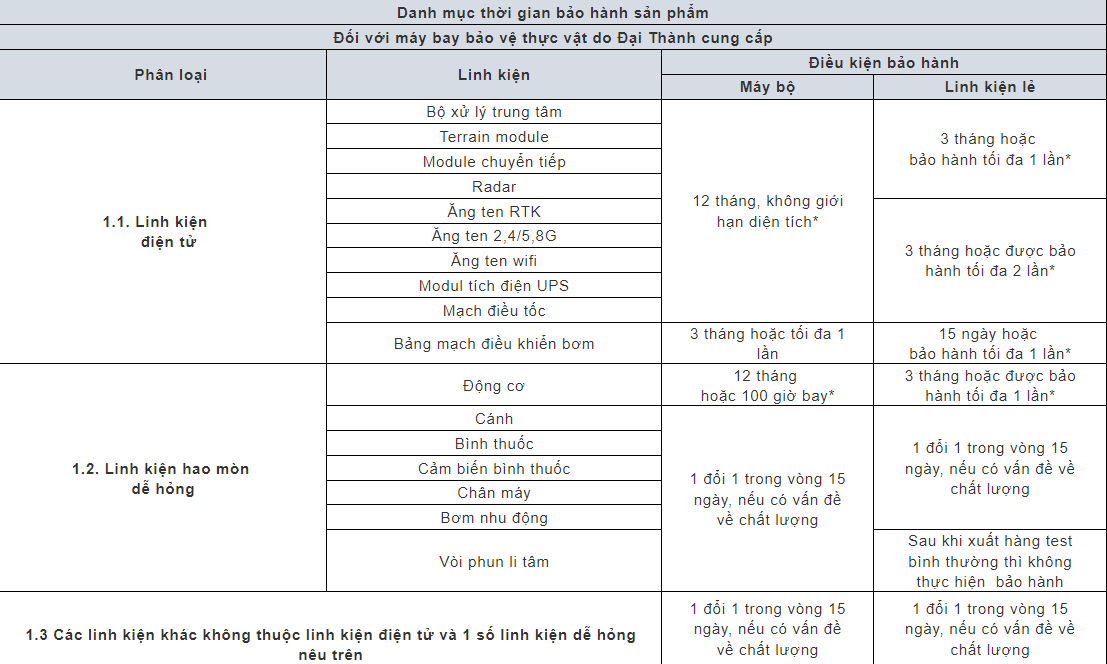 Danh mục thời gian bảo hành sản phẩm
Đối với máy bay bảo vệ thực vật do Đại Thành cung cấp
Phân loại
Linh kiện
Điều kiện bảo hành
Máy bộ
Linh kiện lẻ
1.1. Linh kiện
điện tử
Bộ xử lý trung tâm
Terrain module
Module chuyển tiếp
Radar
Ăng ten RTK
Ăng ten 2,4/5,8G
Ăng ten wifi
Modul tích điện UPS
Mạch điều tốc
12 tháng, không giới
hạn diện tích*
3 tháng hoặc
bảo hành tối đa 1 lần*
3 tháng hoặc được bảo
hành tối đa 2 lần*
Bảng mạch điều khiển bơm
3 tháng hoặc tối đa 1
lần
15 ngày hoặc
bảo hành tối đa 1 lần*
1.2. Linh kiện hao mòn
dễ hỏng
Động cơ
12 tháng
hoặc 100 giờ bay*
3 tháng hoặc được bảo
hành tối đa 1 lần*
Cánh
Bình thuốc
Cảm biến bình thuốc
Chân máy
Bơm nhu động
Vòi phun li tâm
1 đổi 1 trong vòng 15
ngày, nếu có vấn đề
về chất lượng
1 đổi 1 trong vòng 15
ngày, nếu có vấn đề về
chất lượng
Sau khi xuất hàng test
bình thường thì không
thực hiện bảo hành
1.3 Các linh kiện khác không thuộc linh kiện điện tử và 1 số linh kiện dễ hỏng
nêu trên
1 đổi 1 trong vòng 15
ngày, nếu có vấn đề
về chất lượng
1 đổi 1 trong vòng 15
ngày, nếu có vấn đề về
chất lượng